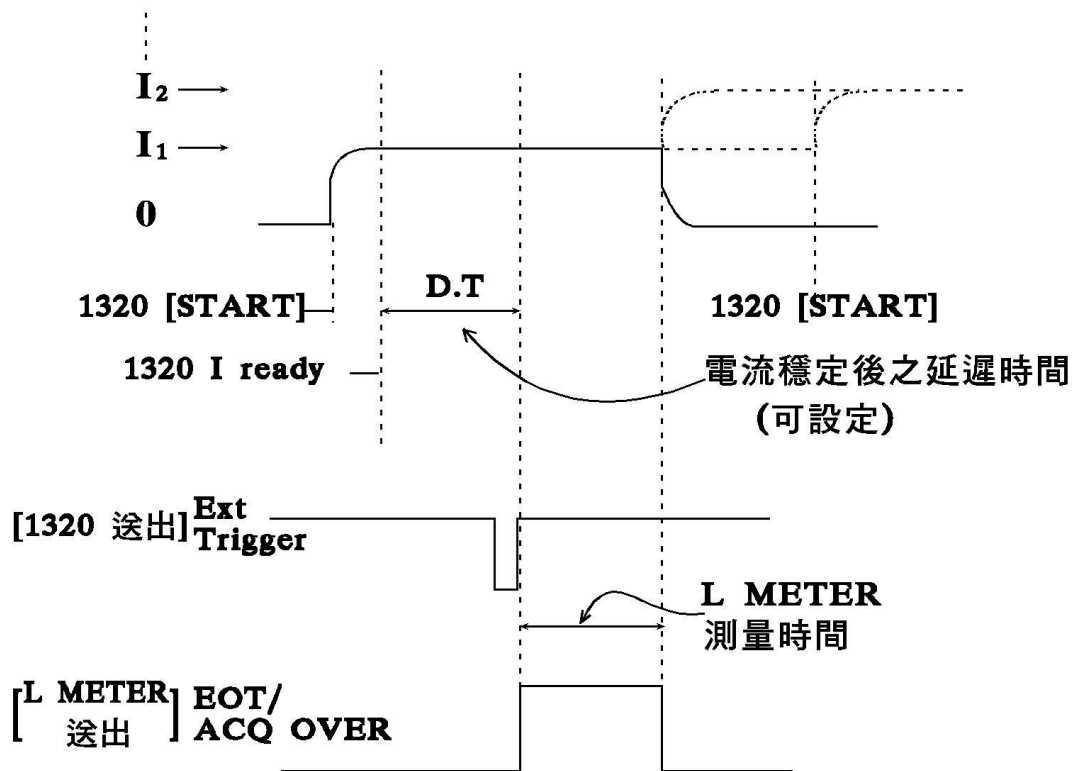 I2
I1
0
D.T
1320 [START]
1320 [START]
1320 I ready
電流穩定後之延遲時間
(可設定)
[1320 送出] Ext
Trigger
L METER
測量時間
[L METER
送出] EOT/
ACQ OVER